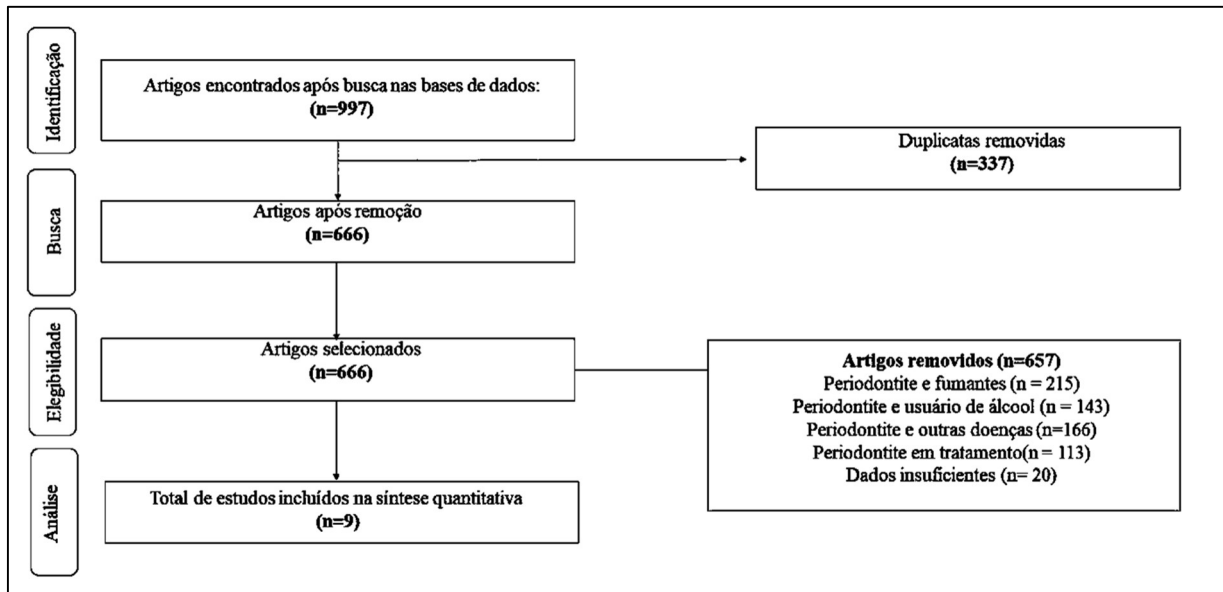 Identificação
Artigos encontrados após busca nas bases de dados:
(n=997)
Duplicatas removidas
(n=337)
Busca
Artigos após remoção
(n=666)
Elegibilidade
Artigos selecionados
(n=666)
Artigos removidos (n=657)
Periodontite e fumantes (n = 215)
Periodontite e usuário de álcool (n = 143)
Periodontite e outras doenças (n=166)
Periodontite em tratamento(n = 113)
Dados insuficientes (n= 20)
Análise
Total de estudos incluídos na síntese quantitativa
(n=9)